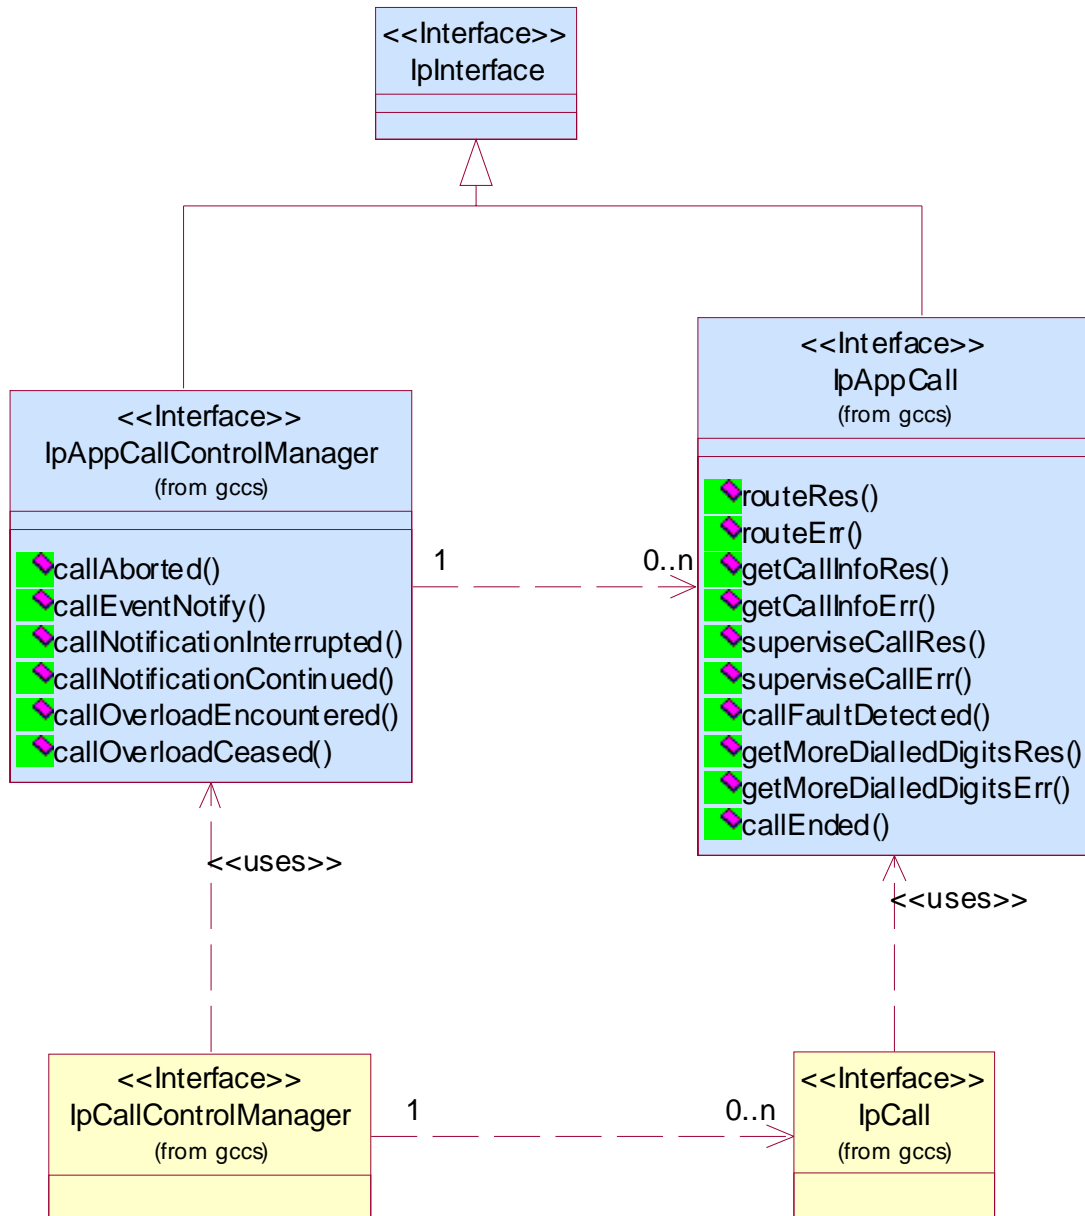 <<Interface>>
IpInterface
<<Interface>>
IpAppCall
(from gccs)
routeRes()
routeErr()
getCallInfoRes()
getCallInfoErr()
superviseCallRes()
superviseCallErr()
callFaultDetected()
getMoreDialledDigitsRes()
getMoreDialledDigitsErr()
callEnded()
<<Interface>>
IpAppCallControlManager
(from gccs)
callAborted()
callEventNotify()
callNotificationInterrupted()
callNotificationContinued()
callOverloadEncountered()
callOverloadCeased()
1
0..n
<<uses>>
<<uses>>
<<Interface>>
IpCallControlManager
(from gccs)
1
0..n
<<Interface>>
IpCall
(from gccs)